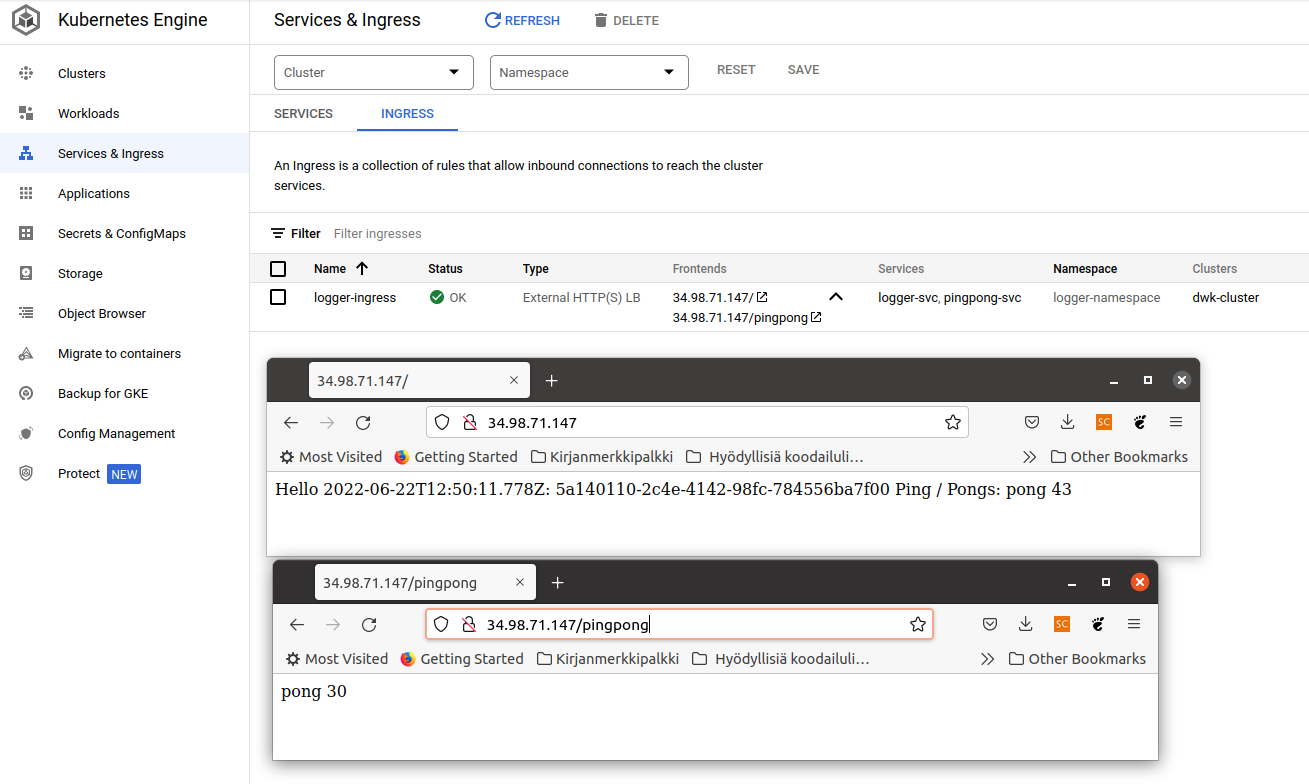 Kubernetes Engine
Services & Ingress
REFRESH
DELETE
Clusters
Workloads
Services & Ingress
Applications
Secrets & ConfigMaps
Storage
Object Browser
Migrate to containers
Backup for GKE
Config Management
Protect NEW
Cluster
Namespace
RESET
SAVE
SERVICES
INGRESS
An Ingress is a collection of rules that allow inbound connections to reach the cluster
services.
Filter Filter ingresses
Name Status Type Frontends Services Namespace Clusters
logger-ingress OK External HTTP(S) LB 34.98.71.147/ logger-svc, pingpong-svc logger-namespace dwk-cluster
34.98.71.147/pingpong
34.98.71.147/
34.98.71.147
SC
Most Visited Getting Started Kirjanmerkkipalkki Hyödyllisiä koodailuli… Other Bookmarks
Hello 2022-06-22T12:50:11.778Z: 5a140110-2c4e-4142-98fc-784556ba7f00 Ping / Pongs: pong 43
34.98.71.147/pingpong
34.98.71.147/pingpong
SC
Most Visited Getting Started Kirjanmerkkipalkki Hyödyllisiä koodailuli… Other Bookmarks
pong 30